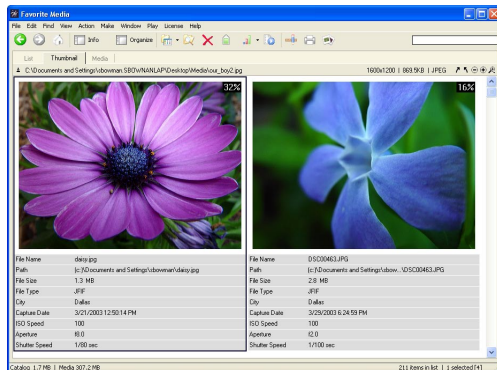 Favorite Media
File Edit Find View Action Make Window Play License Help
Info Organize
List Thumbnail Media
C:\Documents and Settings\sbowman.SBOWNANLAP\Desktop\Media\our_boy2.jpg 1600x1200 | 869.5KB | JPEG
32% 16%
File Name daisy.jpg File Name DSC00463.JPG
Path (c:)\Documents and Settings\sbowman\daisy.jpg Path (c:)\Documents and Settings\sbow...\DSC00463.JPG
File Size 1.3 MB File Size 2.8 MB
File Type JFIF File Type JFIF
City Dallas City Dallas
Capture Date 3/21/2003 12:50:14 PM Capture Date 3/29/2003 6:24:59 PM
ISO Speed 100 ISO Speed 100
Aperture f8.0 Aperture f2.0
Shutter Speed 1/80 sec Shutter Speed 1/100 sec
Catalog 1.7 MB | Media 307.2 MB 211 items in list | 1 selected [4]